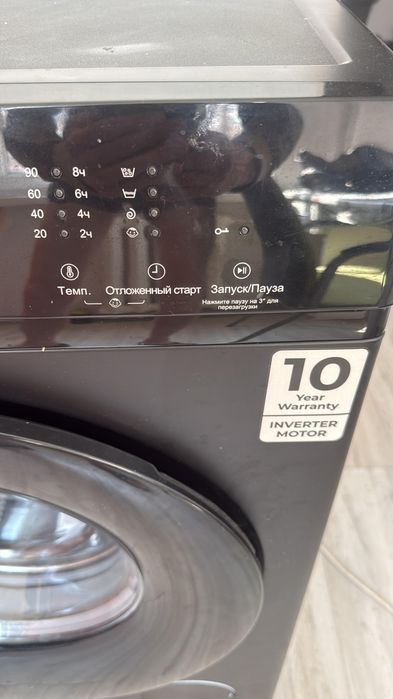 90 8ч
60 6ч
40 4ч
20 2ч
Темп. Отложенный старт Запуск/Пауза
Нажмите паузу на 3" для
перезагрузки
10
Year
Warranty
INVERTER
MOTOR